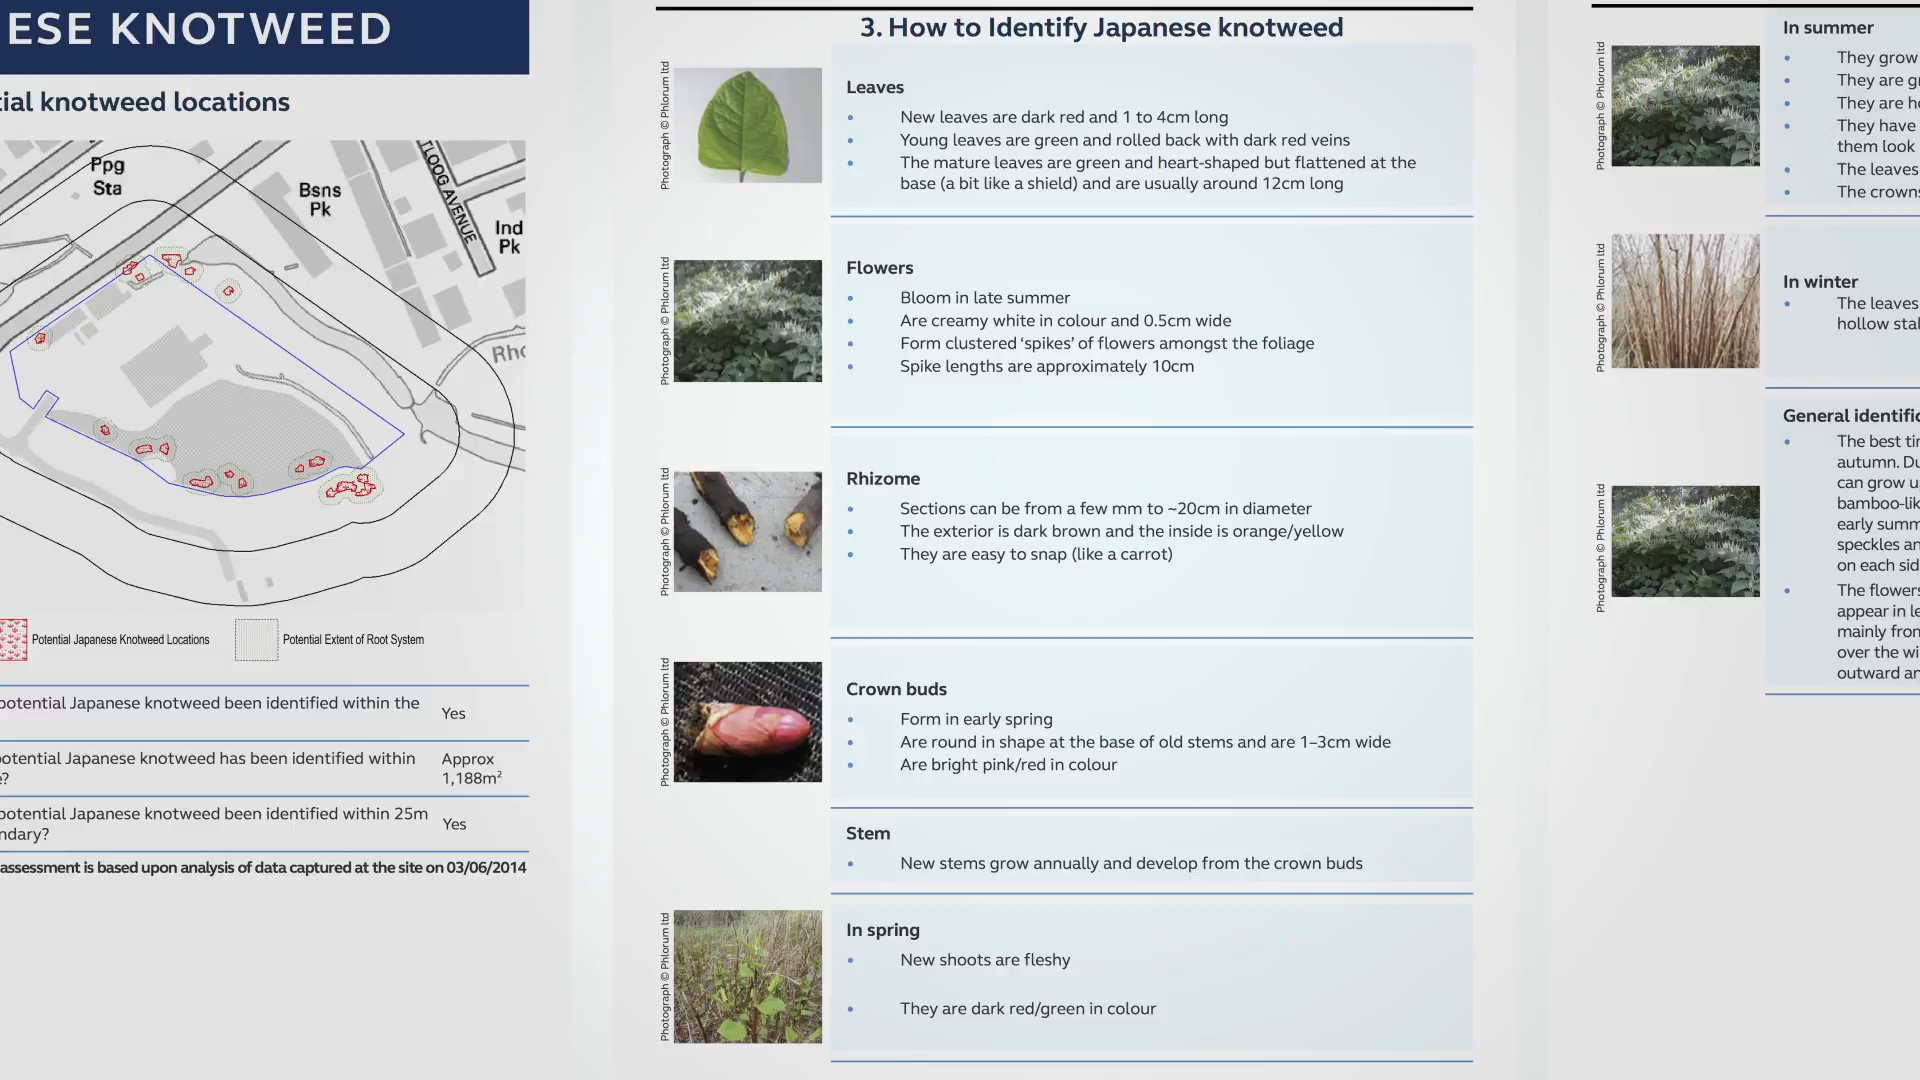 ESE KNOTWEED
tial knotweed locations
Ppg
Sta
Bsns
Pk
TLOG AVENUE
Ind
Pk
Rho
Potential Japanese Knotweed Locations
Potential Extent of Root System
potential Japanese knotweed been identified within the
Yes
potential Japanese knotweed has been identified within
e?
Approx
1,188m²
potential Japanese knotweed been identified within 25m
ndary?
Yes
assessment is based upon analysis of data captured at the site on 03/06/2014
3. How to Identify Japanese knotweed
Photograph © Phlorum ltd
Leaves
• New leaves are dark red and 1 to 4cm long
• Young leaves are green and rolled back with dark red veins
• The mature leaves are green and heart-shaped but flattened at the
base (a bit like a shield) and are usually around 12cm long
Photograph © Phlorum ltd
Flowers
• Bloom in late summer
• Are creamy white in colour and 0.5cm wide
• Form clustered ‘spikes’ of flowers amongst the foliage
• Spike lengths are approximately 10cm
Photograph © Phlorum ltd
Rhizome
• Sections can be from a few mm to ~20cm in diameter
• The exterior is dark brown and the inside is orange/yellow
• They are easy to snap (like a carrot)
Photograph © Phlorum ltd
Crown buds
• Form in early spring
• Are round in shape at the base of old stems and are 1–3cm wide
• Are bright pink/red in colour
Stem
• New stems grow annually and develop from the crown buds
Photograph © Phlorum ltd
In spring
• New shoots are fleshy
• They are dark red/green in colour
Photograph © Phlorum ltd
In summer
• They grow
• They are gr
• They are he
• They have
them look
• The leaves
• The crowns
Photograph © Phlorum ltd
In winter
• The leaves
hollow stal
Photograph © Phlorum ltd
General identific
• The best tim
autumn. Du
can grow up
bamboo-lik
early summ
speckles an
on each sid
• The flowers
appear in le
mainly from
over the wi
outward an